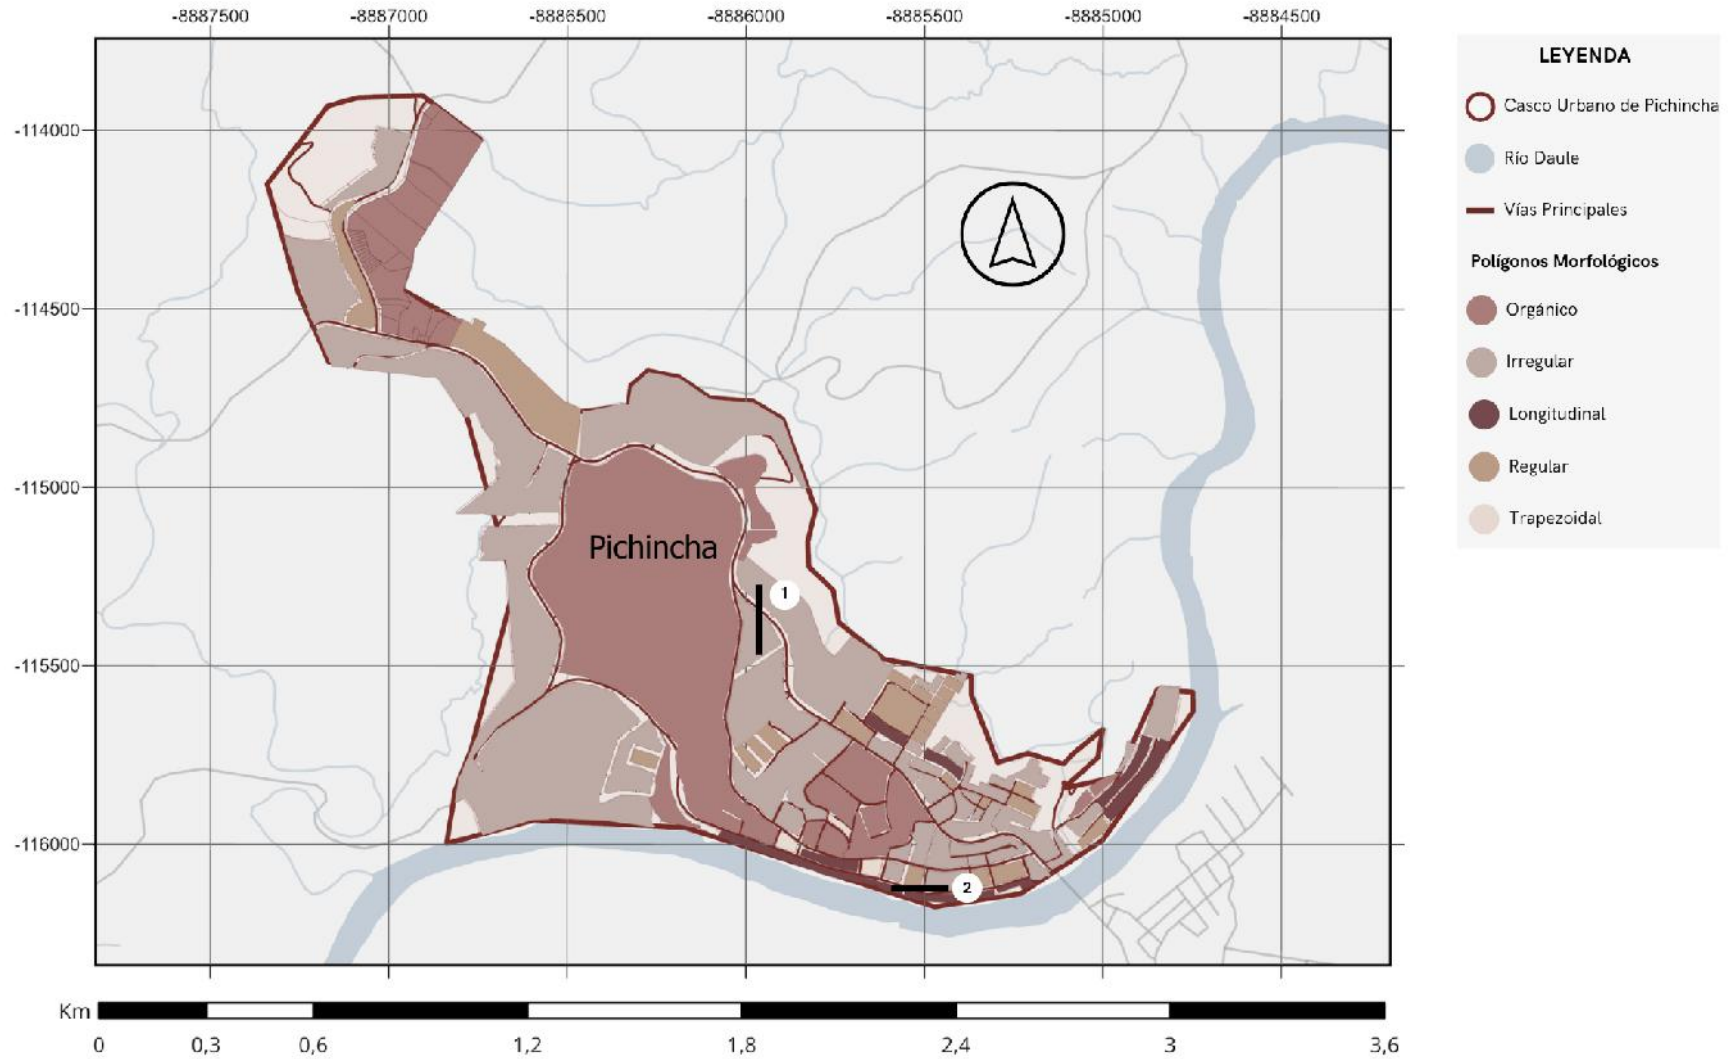 -8887500 -8887000 -8886500 -8886000 -8885500 -8885000 -8884500
-114000
-114500
-115000
-115500
-116000
Pichincha
1
2
LEYENDA
Casco Urbano de Pichincha
Río Daule
Vías Principales
Polígonos Morfológicos
Orgánico
Irregular
Longitudinal
Regular
Trapezoidal
Km
0 0,3 0,6 1,2 1,8 2,4 3 3,6